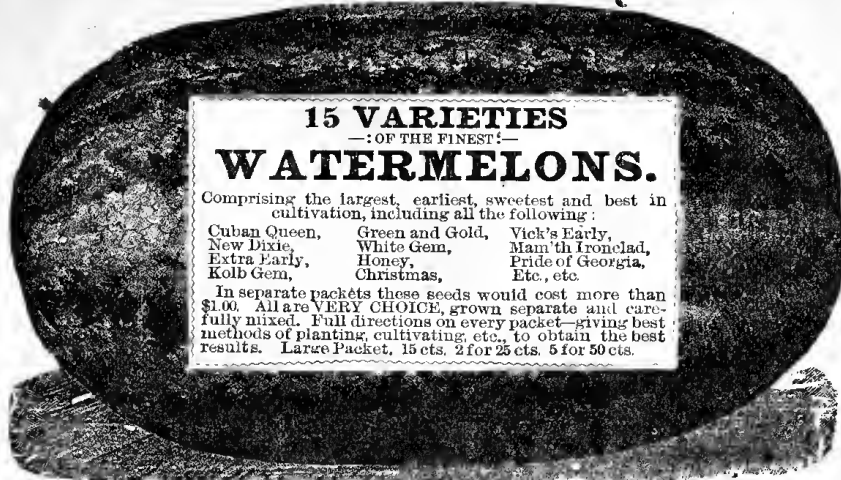 15 VARIETIES
—:OF THE FINEST:—
WATERMELONS.
Comprising the largest, earliest, sweetest and best in
cultivation, including all the following:
Cuban Queen, Green and Gold, Vick's Early,
New Dixie, White Gem, Mam'th Ironclad,
Extra Early, Honey, Pride of Georgia,
Kolb Gem, Christmas, Etc., etc.
In separate packets these seeds would cost more than
$1.00. All are VERY CHOICE, grown separate and care-
fully mixed. Full directions on every packet—giving best
methods of planting, cultivating, etc., to obtain the best
results. Large Packet, 15 cts. 2 for 25 cts. 5 for 50 cts.